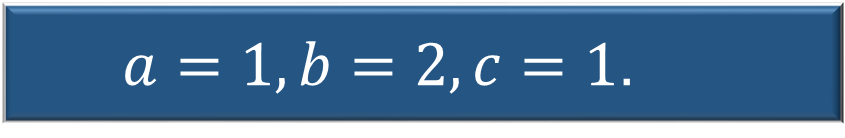 a = 1, b = 2, c = 1.